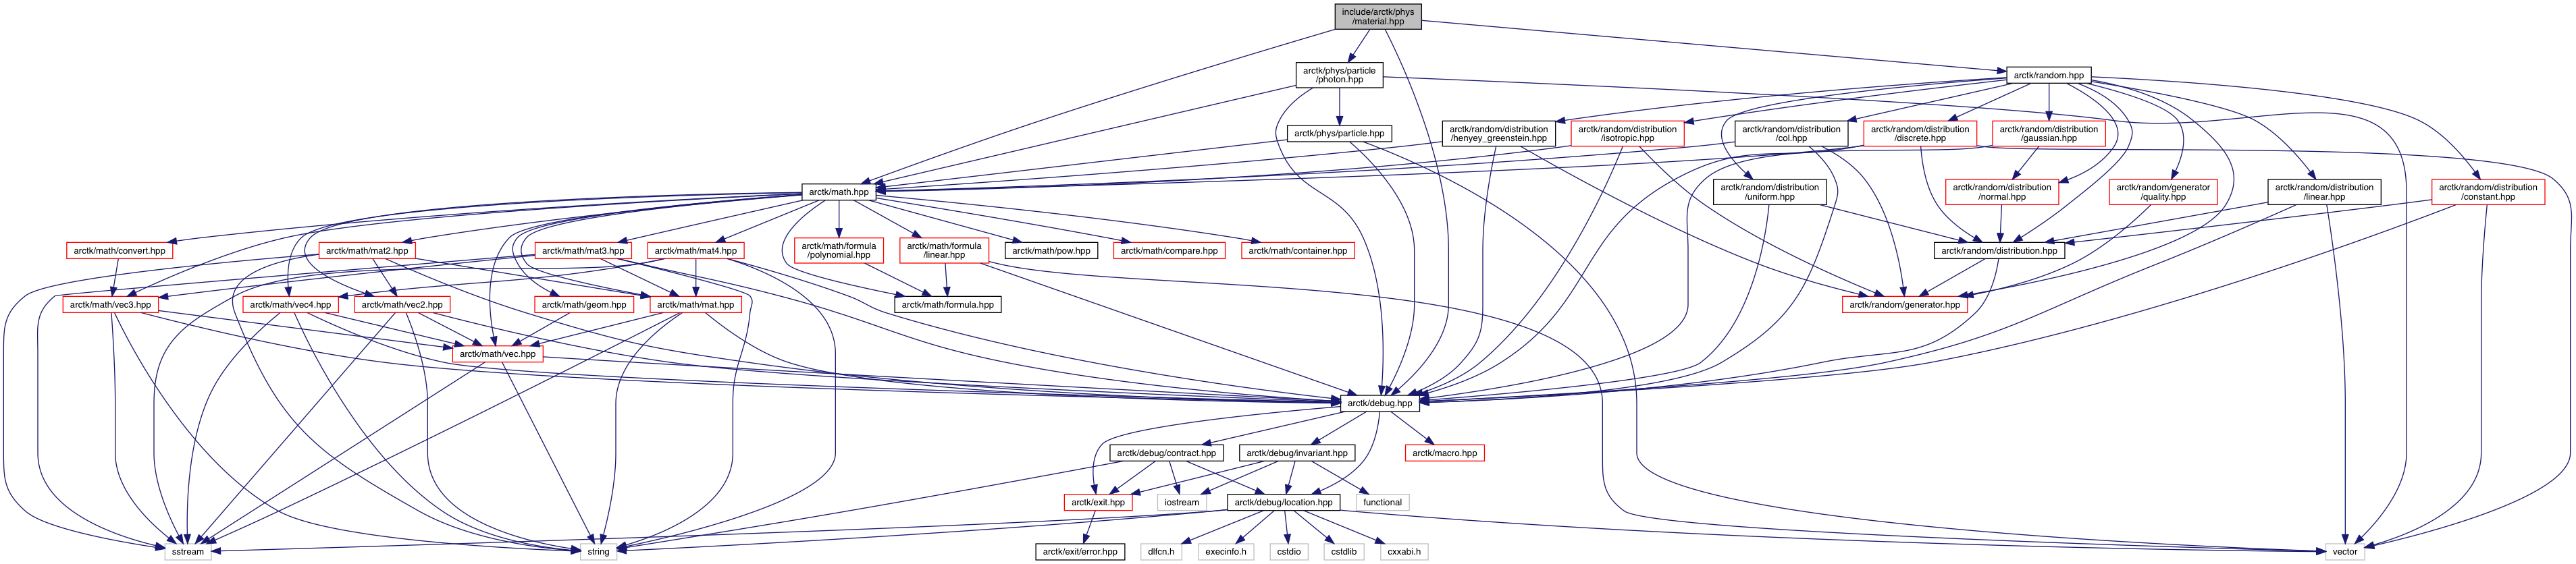 include/arctk/phys
/material.hpp
arctk/phys/particle
/photon.hpp
arctk/random.hpp
arctk/phys/particle.hpp
arctk/random/distribution
/henyey_greenstein.hpp
arctk/random/distribution
/isotropic.hpp
arctk/random/distribution
/col.hpp
arctk/random/distribution
/discrete.hpp
arctk/random/distribution
/gaussian.hpp
arctk/math.hpp
arctk/random/distribution
/uniform.hpp
arctk/random/distribution
/normal.hpp
arctk/random/generator
/quality.hpp
arctk/random/distribution
/linear.hpp
arctk/random/distribution
/constant.hpp
arctk/math/convert.hpp
arctk/math/mat2.hpp
arctk/math/mat3.hpp
arctk/math/mat4.hpp
arctk/math/formula
/polynomial.hpp
arctk/math/formula
/linear.hpp
arctk/math/pow.hpp
arctk/math/compare.hpp
arctk/math/container.hpp
arctk/random/distribution.hpp
arctk/math/vec3.hpp
arctk/math/vec4.hpp
arctk/math/vec2.hpp
arctk/math/geom.hpp
arctk/math/mat.hpp
arctk/math/formula.hpp
arctk/random/generator.hpp
arctk/math/vec.hpp
arctk/debug.hpp
arctk/debug/contract.hpp
arctk/debug/invariant.hpp
arctk/macro.hpp
arctk/exit.hpp
iostream
arctk/debug/location.hpp
functional
sstream
string
arctk/exit/error.hpp
dlfcn.h
execinfo.h
cstdio
cstdlib
cxxabi.h
vector